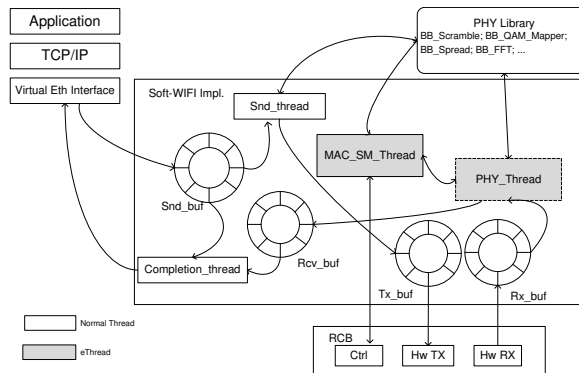 Application
TCP/IP
Virtual Eth Interface
PHY Library
BB_Scramble; BB_QAM_Mapper;
BB_Spread; BB_FFT; ...
Soft-WIFI Impl.
Snd_thread
MAC_SM_Thread
PHY_Thread
Snd_buf
Rcv_buf
Completion_thread
Tx_buf
Rx_buf
Normal Thread
eThread
RCB
Ctrl
Hw TX
Hw RX